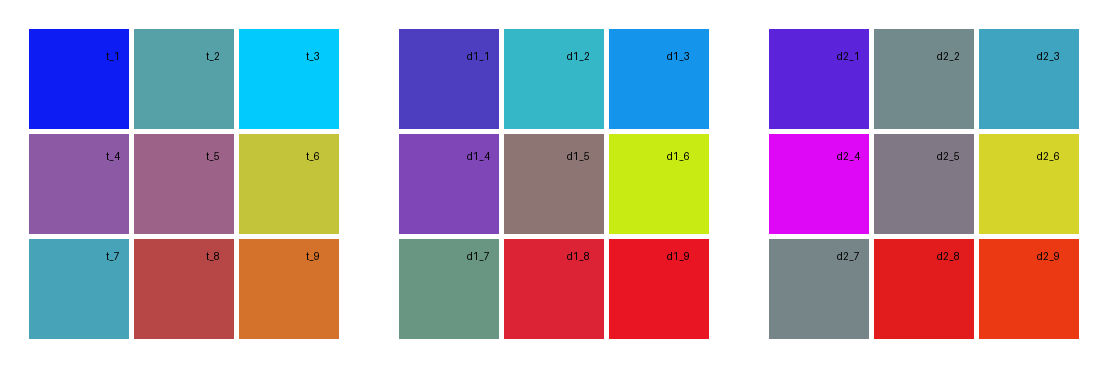 t_1 t_2 t_3 d1_1 d1_2 d1_3 d2_1 d2_2 d2_3
t_4 t_5 t_6 d1_4 d1_5 d1_6 d2_4 d2_5 d2_6
t_7 t_8 t_9 d1_7 d1_8 d1_9 d2_7 d2_8 d2_9